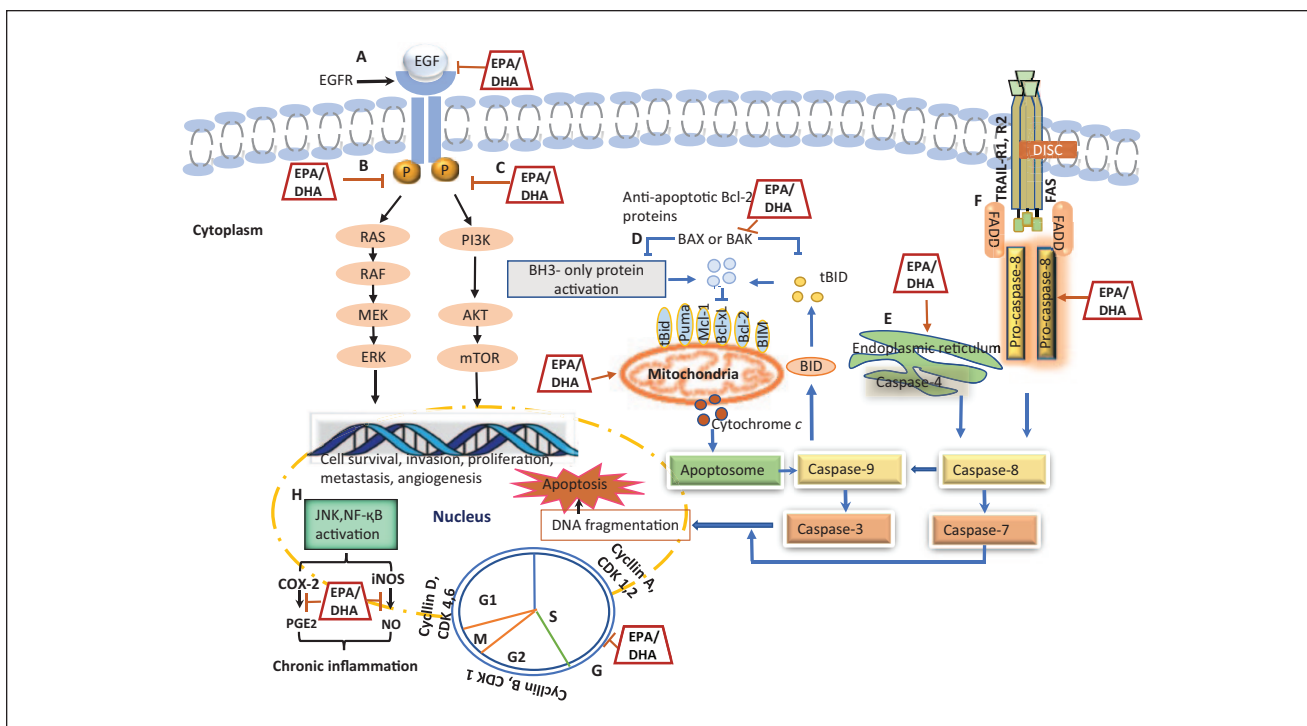 A
EGF
EPA/
DHA
EGFR
B
P
P
C
EPA/
DHA
EPA/
DHA
Cytoplasm
RAS
RAF
MEK
ERK
PI3K
AKT
mTOR
Anti-apoptotic Bcl-2
proteins
EPA/
DHA
D
BAX or BAK
BH3- only protein
activation
tBID
tBid
Puma
Mcl-1
Bcl-xL
Bcl-2
BIM
Mitochondria
EPA/
DHA
BID
Cytochrome c
TRAIL-R1, R2
DISC
FAS
F
FADD
FADD
Pro-caspase-8
Pro-caspase-8
EPA/
DHA
EPA/
DHA
E
Endoplasmic reticulum
Caspase-4
Cell survival, invasion, proliferation,
metastasis, angiogenesis
Apoptosome
Caspase-9
Caspase-8
Caspase-3
Caspase-7
Apoptosis
DNA fragmentation
Nucleus
H
JNK,NF-κB
activation
COX-2
iNOS
EPA/
DHA
PGE2
NO
Chronic inflammation
Cycllin D,
CDK 4,6
Cycllin A,
CDK 1,2
G1
S
M
G2
G
EPA/
DHA
Cycllin B, CDK 1